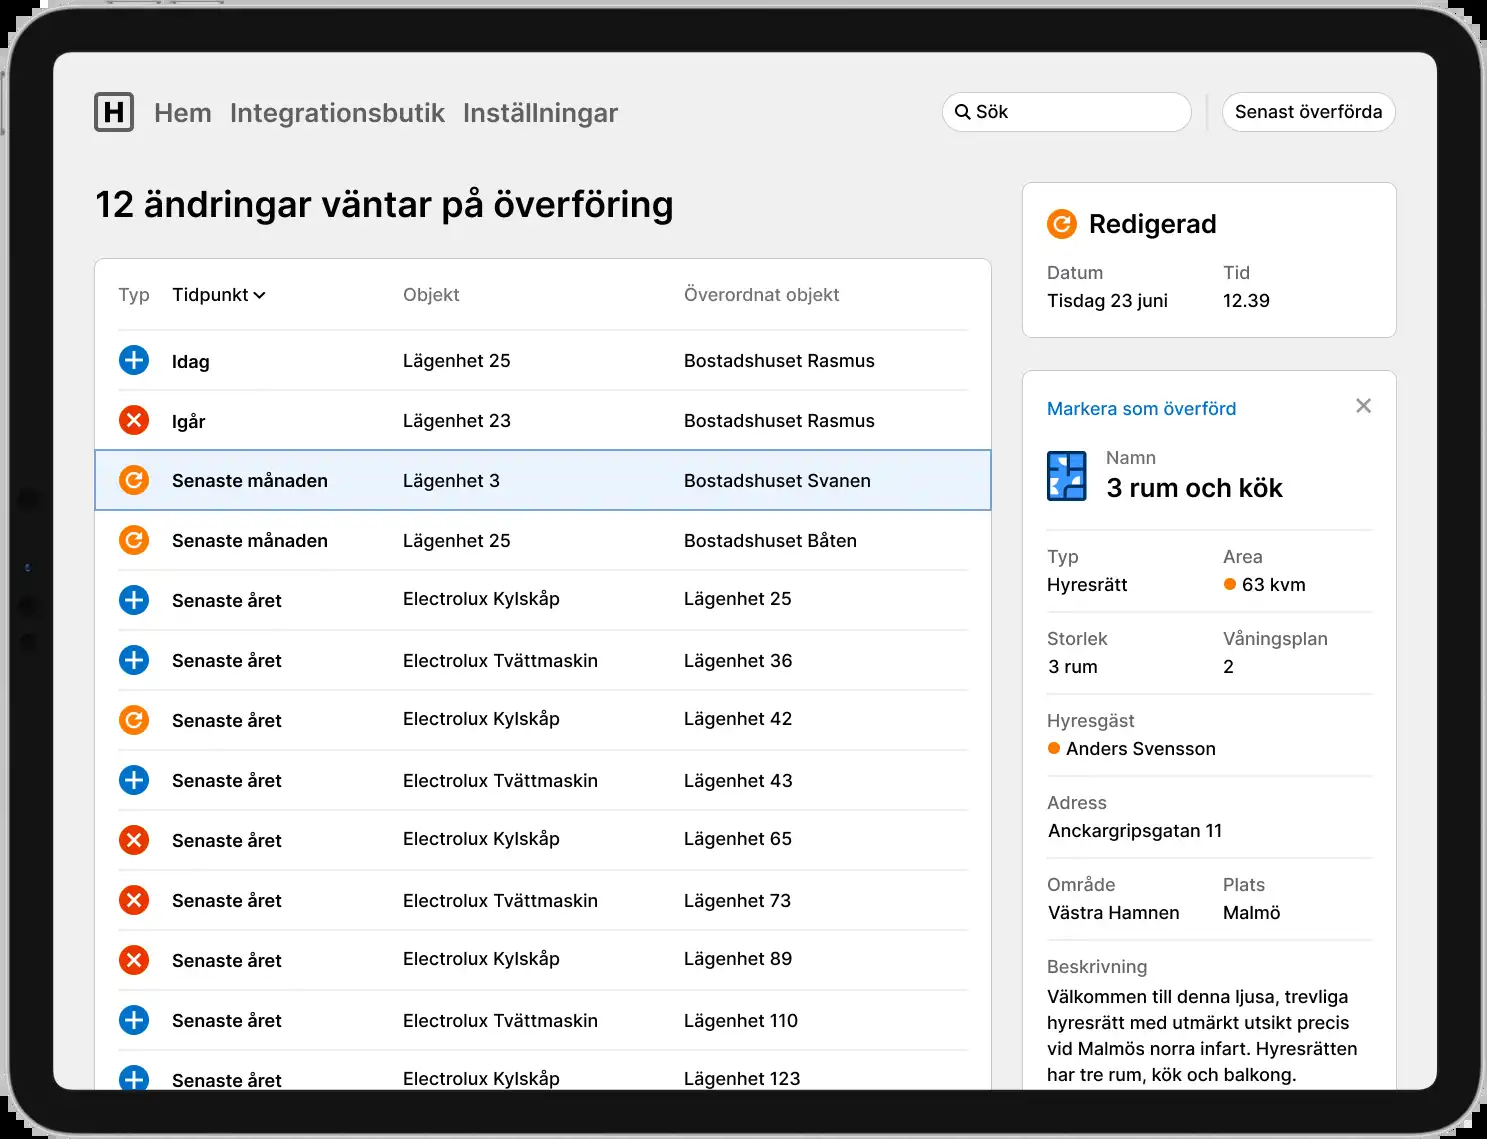 H Hem Integrationsbutik Inställningar Sök Senast överförda
12 ändringar väntar på överföring
Typ Tidpunkt Objekt Överordnat objekt
Idag Lägenhet 25 Bostadshuset Rasmus
Igår Lägenhet 23 Bostadshuset Rasmus
Senaste månaden Lägenhet 3 Bostadshuset Svanen
Senaste månaden Lägenhet 25 Bostadshuset Båten
Senaste året Electrolux Kylskåp Lägenhet 25
Senaste året Electrolux Tvättmaskin Lägenhet 36
Senaste året Electrolux Kylskåp Lägenhet 42
Senaste året Electrolux Tvättmaskin Lägenhet 43
Senaste året Electrolux Kylskåp Lägenhet 65
Senaste året Electrolux Tvättmaskin Lägenhet 73
Senaste året Electrolux Kylskåp Lägenhet 89
Senaste året Electrolux Tvättmaskin Lägenhet 110
Senaste året Electrolux Kylskåp Lägenhet 123
Redigerad
Datum Tid
Tisdag 23 juni 12.39
Markera som överförd
Namn
3 rum och kök
Typ Area
Hyresrätt 63 kvm
Storlek Våningsplan
3 rum 2
Hyresgäst
Anders Svensson
Adress
Anckargripsgatan 11
Område Plats
Västra Hamnen Malmö
Beskrivning
Välkommen till denna ljusa, trevliga
hyresrätt med utmärkt utsikt precis
vid Malmös norra infart. Hyresrätten
har tre rum, kök och balkong.